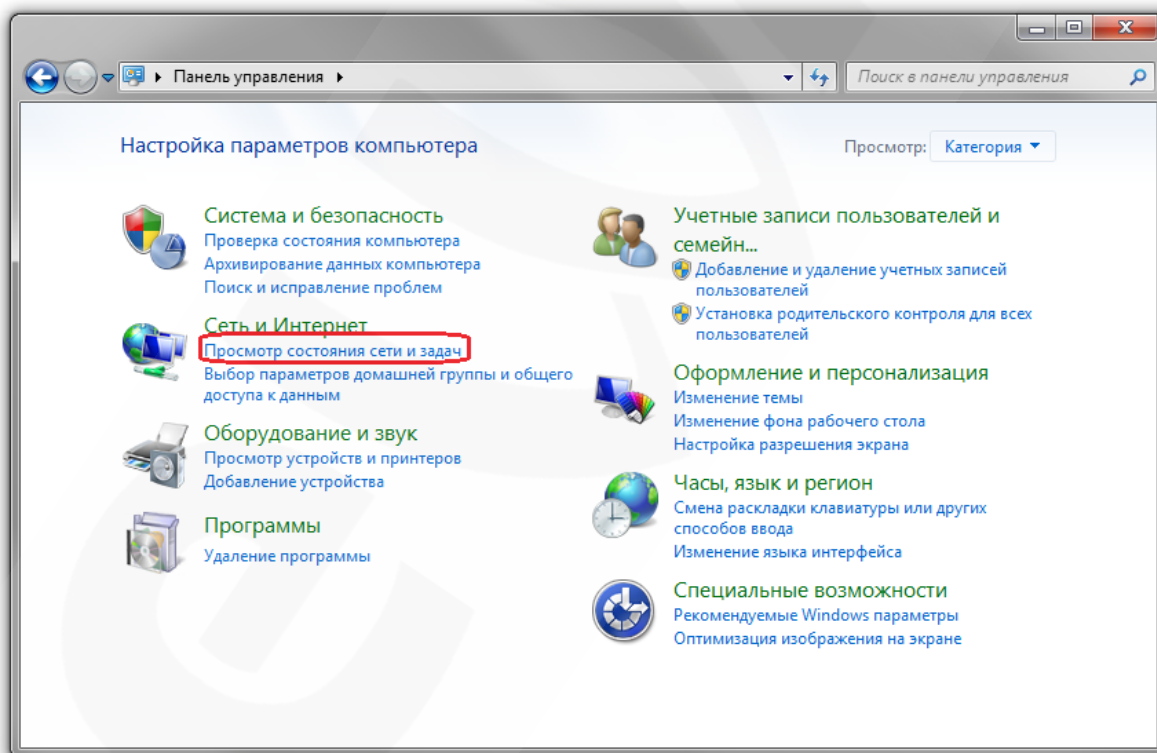 Панель управления
Поиск в панели управления
Настройка параметров компьютера
Просмотр:
Категория
Система и безопасность
Проверка состояния компьютера
Архивирование данных компьютера
Поиск и исправление проблем
Сеть и Интернет
Просмотр состояния сети и задач
Выбор параметров домашней группы и общего
доступа к данным
Оборудование и звук
Просмотр устройств и принтеров
Добавление устройства
Программы
Удаление программы
Учетные записи пользователей и
семейн...
Добавление и удаление учетных записей
пользователей
Установка родительского контроля для всех
пользователей
Оформление и персонализация
Изменение темы
Изменение фона рабочего стола
Настройка разрешения экрана
Часы, язык и регион
Смена раскладки клавиатуры или других
способов ввода
Изменение языка интерфейса
Специальные возможности
Рекомендуемые Windows параметры
Оптимизация изображения на экране